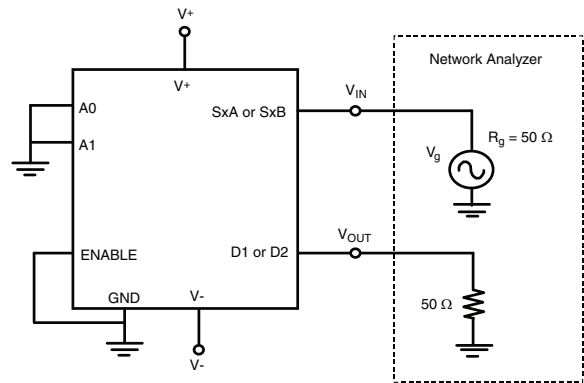 V+
Network Analyzer
V+
VIN
A0
SxA or SxB
Rg = 50 Ω
A1
Vg
VOUT
ENABLE
D1 or D2
GND
V-
50 Ω
V-